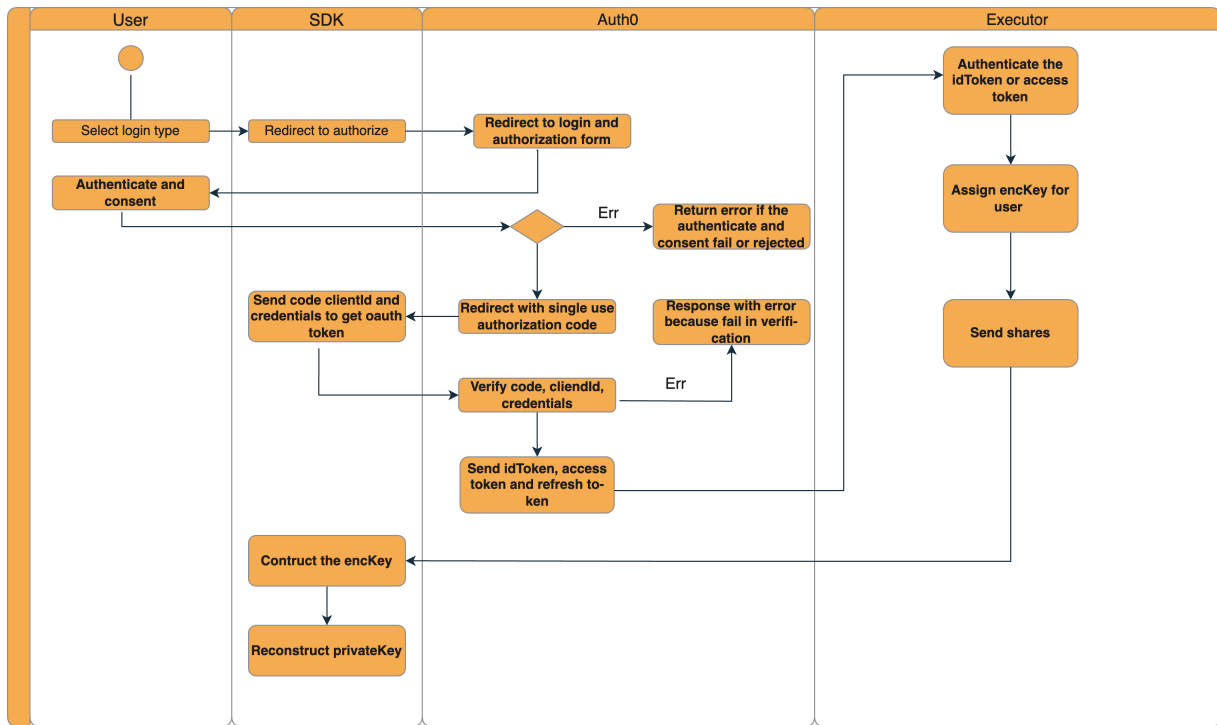 User
SDK
Auth0
Executor
Authenticate the
idToken or access
token
Select login type
Redirect to authorize
Redirect to login and
authorization form
Authenticate and
consent
Assign encKey for
user
Err
Return error if the
authenticate and
consent fail or rejected
Send code clientId and
credentials to get oauth
token
Redirect with single use
authorization code
Response with error
because fail in verifi-
cation
Send shares
Verify code, cliendId,
credentials
Err
Send idToken, access
token and refresh to-
ken
Contruct the encKey
Reconstruct privateKey